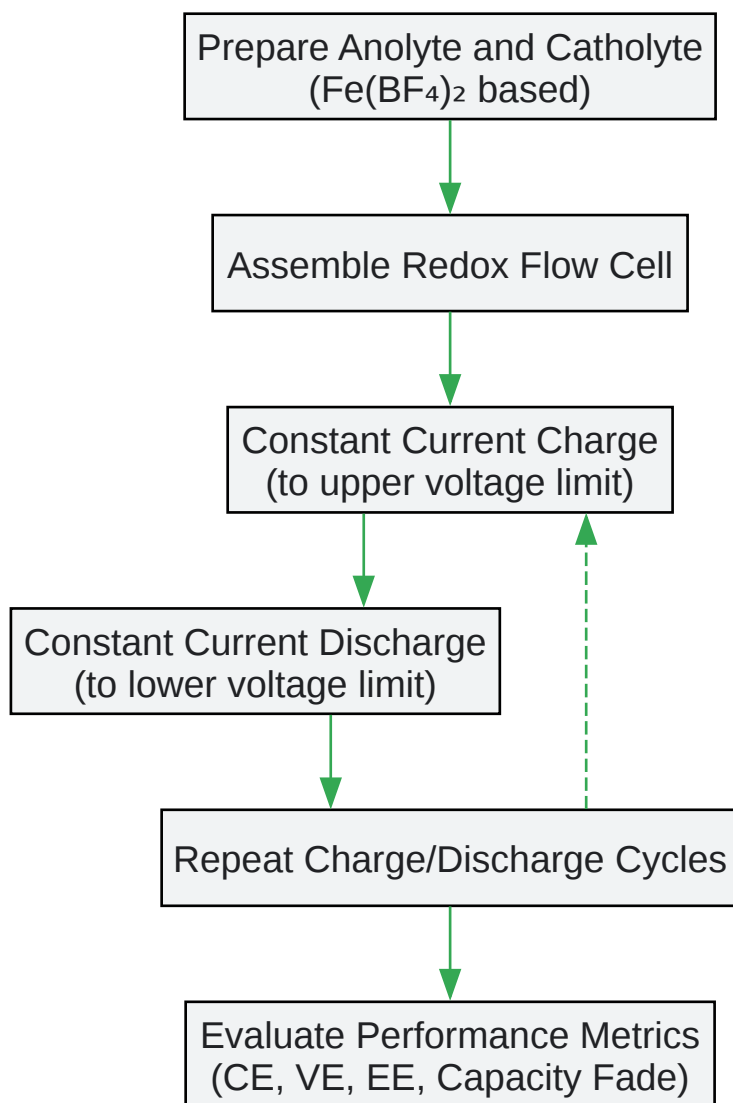 Prepare Anolyte and Catholyte
(Fe(BF₄)₂ based)
Assemble Redox Flow Cell
Constant Current Charge
(to upper voltage limit)
Constant Current Discharge
(to lower voltage limit)
Repeat Charge/Discharge Cycles
Evaluate Performance Metrics
(CE, VE, EE, Capacity Fade)